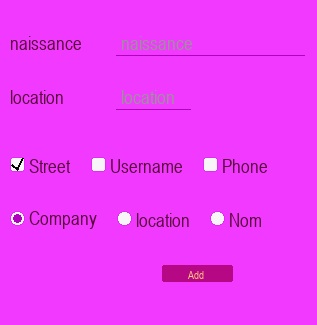 naissance naissance
location location
Street Username Phone
Company location Nom
Add